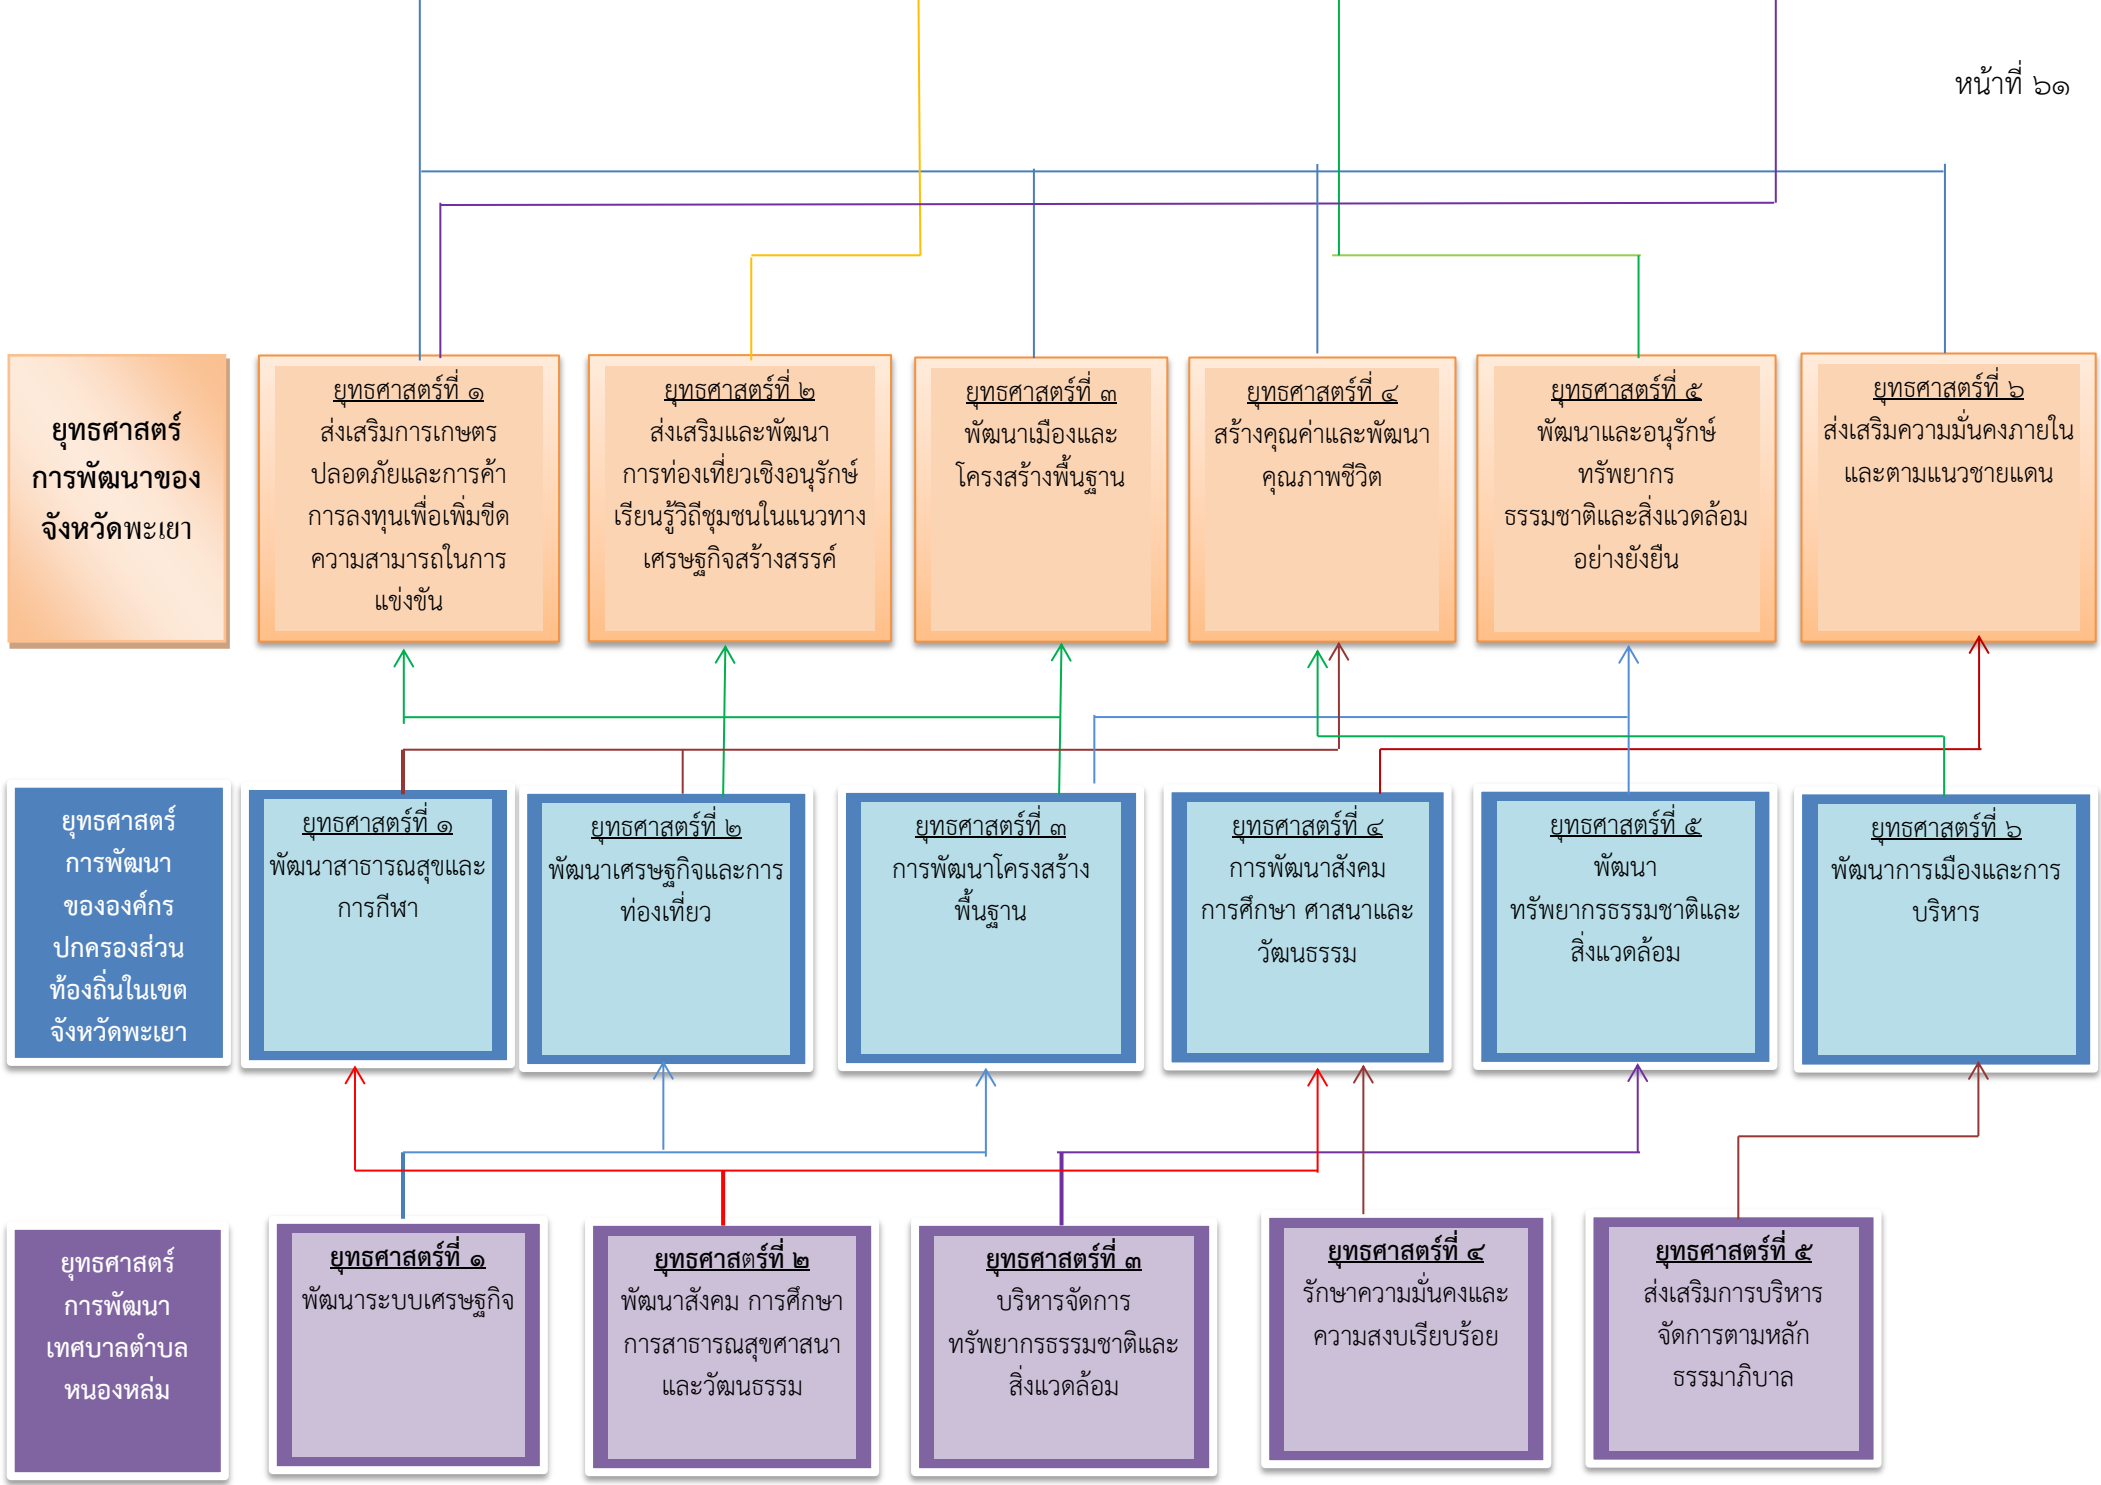 หน้าที่ ๖๑
ยุทธศาสตร์
การพัฒนาของ
จังหวัดพะเยา
ยุทธศาสตร์ที่ ๑
ส่งเสริมการเกษตร
ปลอดภัยและการค้า
การลงทุนเพื่อเพิ่มขีด
ความสามารถในการ
แข่งขัน
ยุทธศาสตร์ที่ ๒
ส่งเสริมและพัฒนา
การท่องเที่ยวเชิงอนุรักษ์
เรียนรู้วิถีชุมชนในแนวทาง
เศรษฐกิจสร้างสรรค์
ยุทธศาสตร์ที่ ๓
พัฒนาเมืองและ
โครงสร้างพื้นฐาน
ยุทธศาสตร์ที่ ๔
สร้างคุณค่าและพัฒนา
คุณภาพชีวิต
ยุทธศาสตร์ที่ ๕
พัฒนาและอนุรักษ์
ทรัพยากร
ธรรมชาติและสิ่งแวดล้อม
อย่างยั่งยืน
ยุทธศาสตร์ที่ ๖
ส่งเสริมความมั่นคงภายใน
และตามแนวชายแดน
ยุทธศาสตร์
การพัฒนา
ขององค์กร
ปกครองส่วน
ท้องถิ่นในเขต
จังหวัดพะเยา
ยุทธศาสตร์ที่ ๑
พัฒนาสาธารณสุขและ
การกีฬา
ยุทธศาสตร์ที่ ๒
พัฒนาเศรษฐกิจและการ
ท่องเที่ยว
ยุทธศาสตร์ที่ ๓
การพัฒนาโครงสร้าง
พื้นฐาน
ยุทธศาสตร์ที่ ๔
การพัฒนาสังคม
การศึกษา ศาสนาและ
วัฒนธรรม
ยุทธศาสตร์ที่ ๕
พัฒนา
ทรัพยากรธรรมชาติและ
สิ่งแวดล้อม
ยุทธศาสตร์ที่ ๖
พัฒนาการเมืองและการ
บริหาร
ยุทธศาสตร์
การพัฒนา
เทศบาลตำบล
หนองหล่ม
ยุทธศาสตร์ที่ ๑
พัฒนาระบบเศรษฐกิจ
ยุทธศาสตร์ที่ ๒
พัฒนาสังคม การศึกษา
การสาธารณสุขศาสนา
และวัฒนธรรม
ยุทธศาสตร์ที่ ๓
บริหารจัดการ
ทรัพยากรธรรมชาติและ
สิ่งแวดล้อม
ยุทธศาสตร์ที่ ๔
รักษาความมั่นคงและ
ความสงบเรียบร้อย
ยุทธศาสตร์ที่ ๕
ส่งเสริมการบริหาร
จัดการตามหลัก
ธรรมาภิบาล